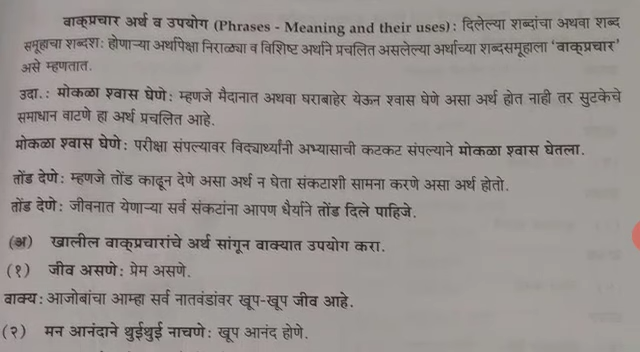 वाक्‌प्रचार अर्थ व उपयोग (Phrases - Meaning and their uses) : दिलेल्या शब्दांचा अथवा शब्द
समूहाचा शब्दशः होणाऱ्या अर्थापेक्षा निराळ्या व विशिष्ट अर्थाने प्रचलित असलेल्या अर्थाच्या शब्दसमूहाला 'वाक्‌प्रचार'
असे म्हणतात.
उदा. : मोकळा श्वास घेणे : म्हणजे मैदानात अथवा घराबाहेर येऊन श्वास घेणे असा अर्थ होत नाही तर सुटकेचे
समाधान वाटणे हा अर्थ प्रचलित आहे.
मोकळा श्वास घेणे : परीक्षा संपल्यावर विद्यार्थ्यांनी अभ्यासाची कटकट संपल्याने मोकळा श्वास घेतला.
तोंड देणे : म्हणजे तोंड काढून देणे असा अर्थ न घेता संकटाशी सामना करणे असा अर्थ होतो.
तोंड देणे : जीवनात येणाऱ्या सर्व संकटांना आपण धैर्याने तोंड दिले पाहिजे.
(अ) खालील वाक्‌प्रचारांचे अर्थ सांगून वाक्यात उपयोग करा.
(१) जीव असणे : प्रेम असणे.
वाक्य : आजोबांचा आम्हा सर्व नातवंडांवर खूप-खूप जीव आहे.
(२) मन आनंदाने थुईथुई नाचणे : खूप आनंद होणे.